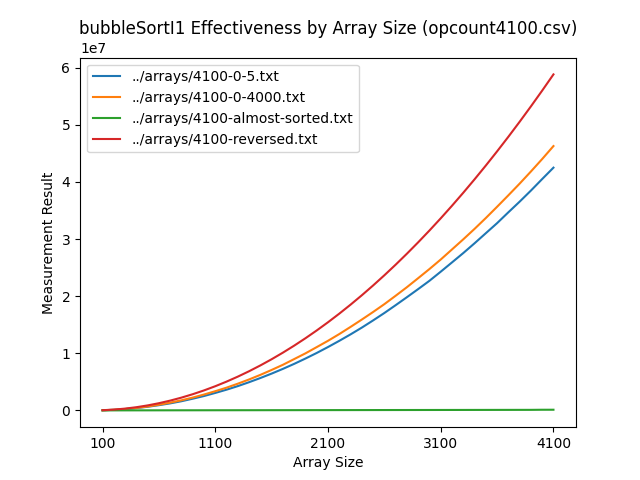 bubbleSortI1 Effectiveness by Array Size (opcount4100.csv)
1e7
../arrays/4100-0-5.txt
../arrays/4100-0-4000.txt
../arrays/4100-almost-sorted.txt
../arrays/4100-reversed.txt
Measurement Result
6
5
4
3
2
1
0
100 1100 2100 3100 4100
Array Size